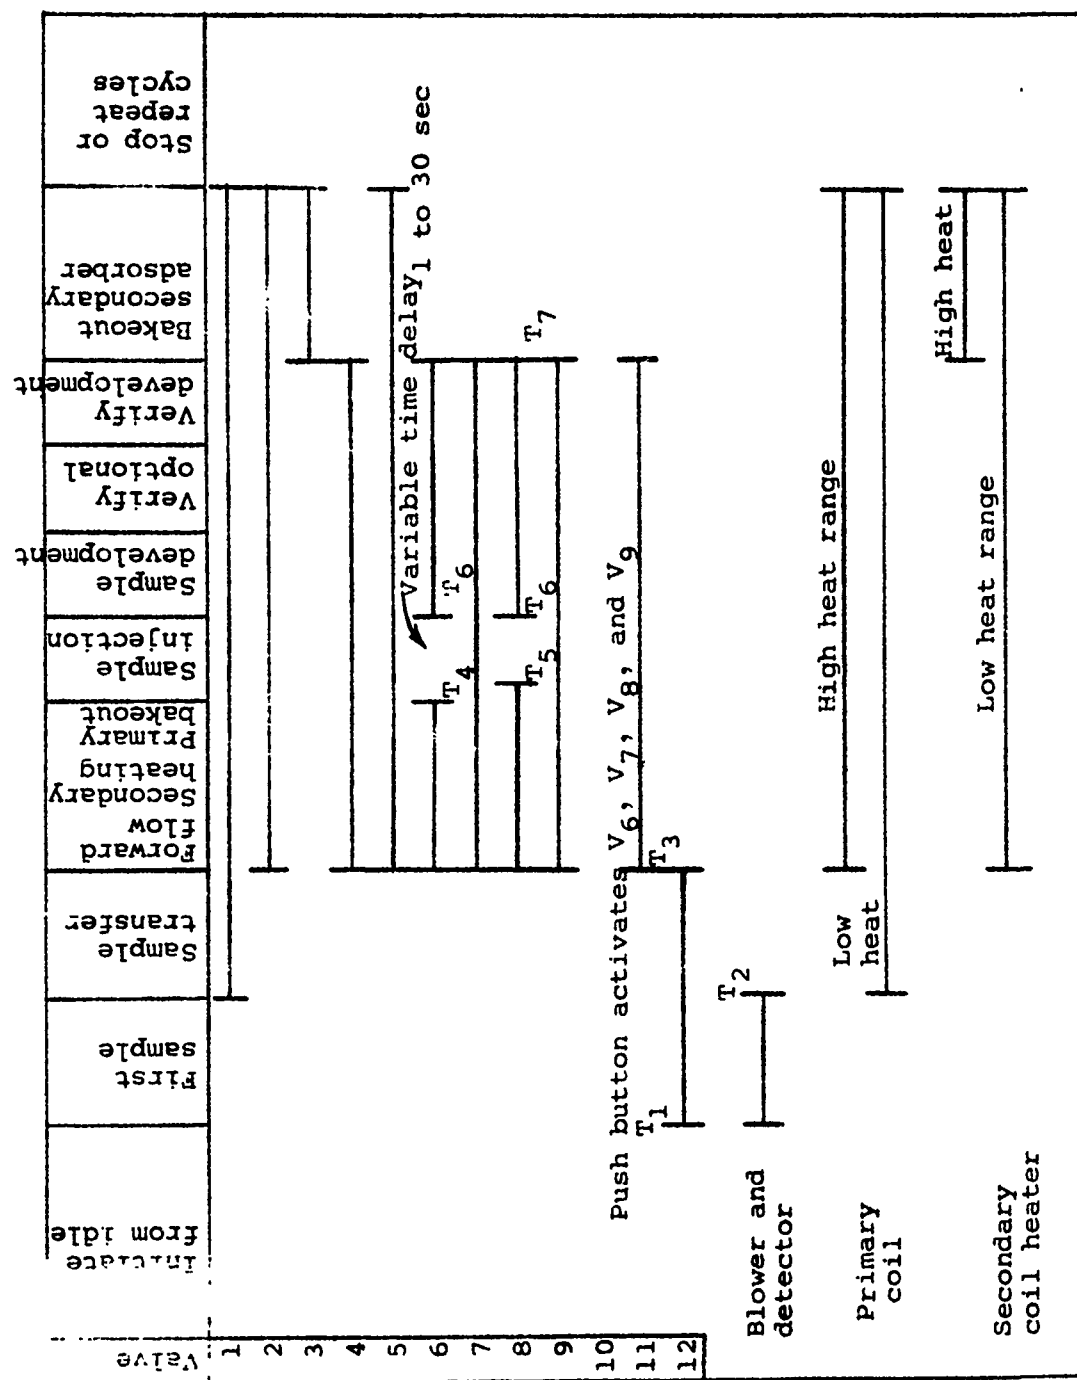 Valve
Initiate
from idle
First
sample
Sample
transfer
Forward
flow
Secondary
heating
Primary
bakeout
Sample
injection
Sample
development
Verify
optional
Verify
development
Bakeout
secondary
adsorber
Stop or
repeat
cycles
1
2
3
4
5
Variable time delay 1 to 30 sec
6
T4
T6
7
8
T5
T6
T7
9
10
Push button activates V6, V7, V8, and V9
11
T1
T3
12
Blower and
detector
T2
Primary
coil
Low
heat
High heat range
Secondary
coil heater
Low heat range
High heat